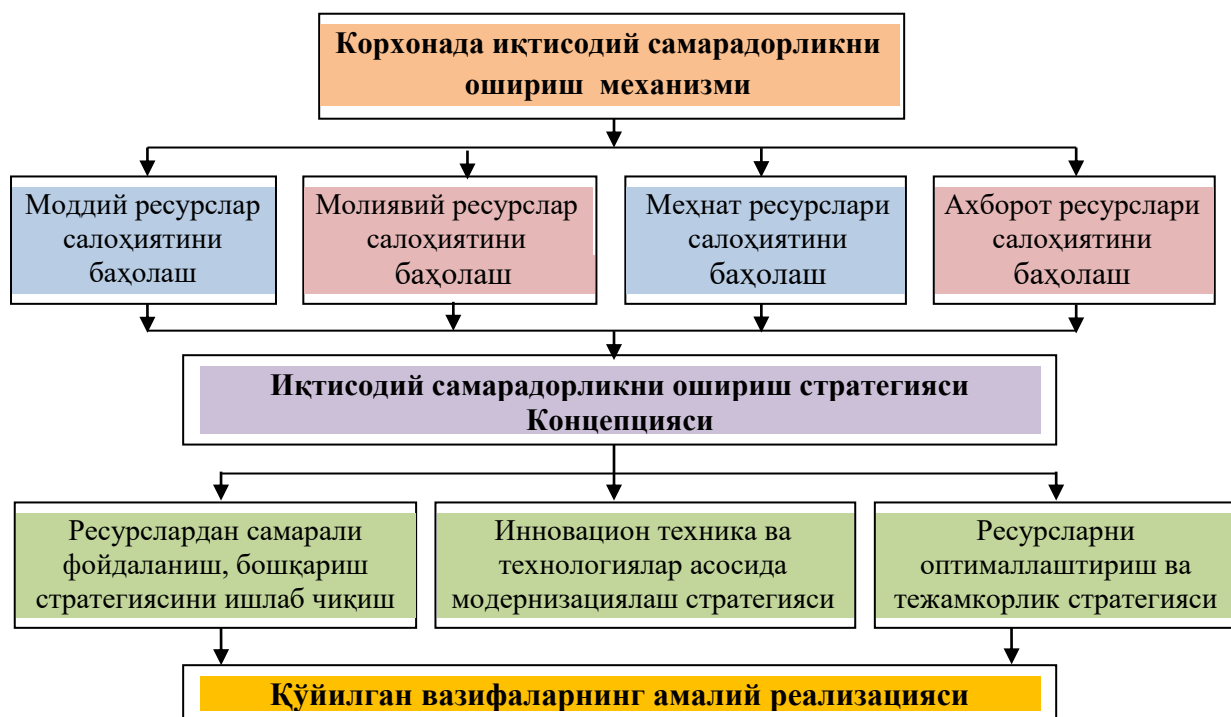 Корхонада иқтисодий самарадорликни
ошириш механизми
Моддий ресурслар
салоҳиятини
баҳолаш
Молиявий ресурслар
салоҳиятини
баҳолаш
Меҳнат ресурслари
салоҳиятини
баҳолаш
Ахборот ресурслари
салоҳиятини
баҳолаш
Иқтисодий самарадорликни ошириш стратегияси
Концепцияси
Ресурслардан самарали
фойдаланиш, бошқариш
стратегиясини ишлаб чиқиш
Инновацион техника ва
технологиялар асосида
модернизациялаш стратегияси
Ресурсларни
оптималлаштириш ва
тежамкорлик стратегияси
Қўйилган вазифаларнинг амалий реализацияси